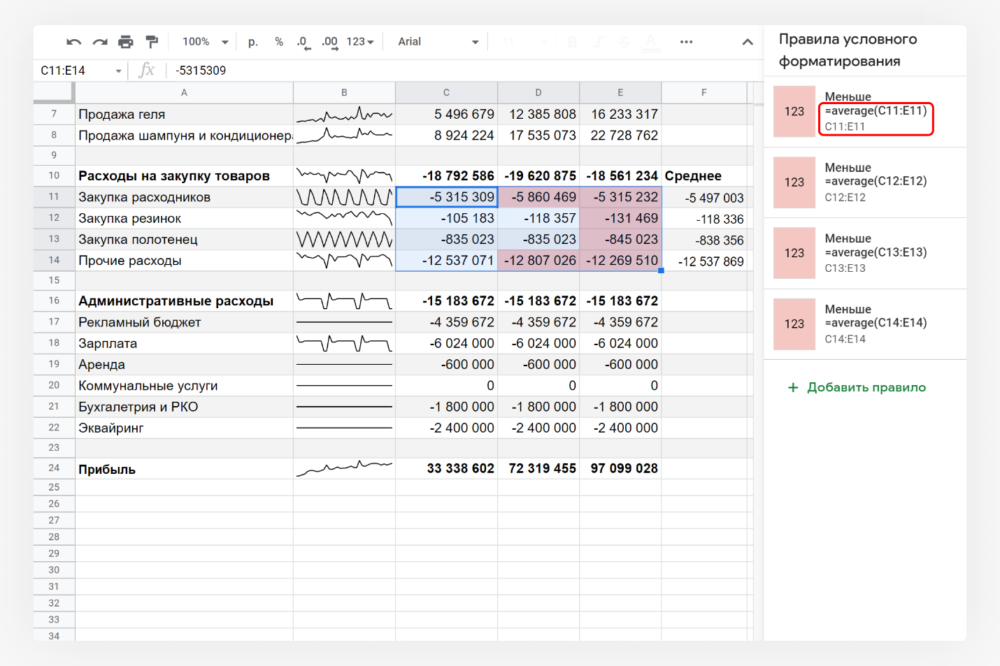 100%
р.
%
.0
.00
123
Arial
11
B
I
S
A
Правила условного
форматирования
C11:E14
fx
-5315309
A B C D E F
7 Продажа геля 5 496 679 12 385 808 16 233 317
8 Продажа шампуня и кондиционера 8 924 224 17 535 073 22 728 762
9
10 Расходы на закупку товаров -18 792 586 -19 620 875 -18 561 234 Среднее
11 Закупка расходников -5 315 309 -5 860 469 -5 315 232 -5 497 003
12 Закупка резинок -105 183 -118 357 -131 469 -118 336
13 Закупка полотенец -835 023 -835 023 -845 023 -838 356
14 Прочие расходы -12 537 071 -12 807 026 -12 269 510 -12 537 869
15
16 Административные расходы -15 183 672 -15 183 672 -15 183 672
17 Рекламный бюджет -4 359 672 -4 359 672 -4 359 672
18 Зарплата -6 024 000 -6 024 000 -6 024 000
19 Аренда -600 000 -600 000 -600 000
20 Коммунальные услуги 0 0 0
21 Бухгалетрия и РКО -1 800 000 -1 800 000 -1 800 000
22 Эквайринг -2 400 000 -2 400 000 -2 400 000
23
24 Прибыль 33 338 602 72 319 455 97 099 028
25
26
27
28
29
30
31
32
33
34
123
Меньше
=average(C11:E11)
C11:E11
123
Меньше
=average(C12:E12)
C12:E12
123
Меньше
=average(C13:E13)
C13:E13
123
Меньше
=average(C14:E14)
C14:E14
+ Добавить правило